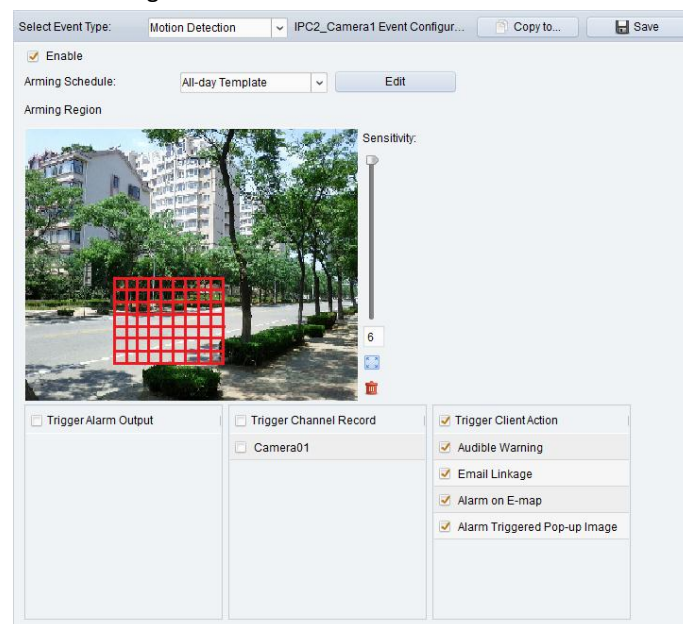 Select Event Type: Motion Detection IPC2_Camera1 Event Configur... Copy to... Save
Enable
Arming Schedule: All-day Template Edit
Arming Region
Sensitivity:
6
Trigger Alarm Output Trigger Channel Record Trigger Client Action
Camera01 Audible Warning
Email Linkage
Alarm on E-map
Alarm Triggered Pop-up Image